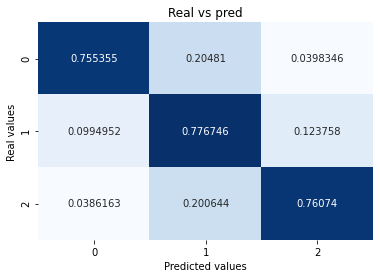 Real vs pred
0 0.755355 0.20481 0.0398346
Real values
1 0.0994952 0.776746 0.123758
2 0.0386163 0.200644 0.76074
0 1 2
Predicted values